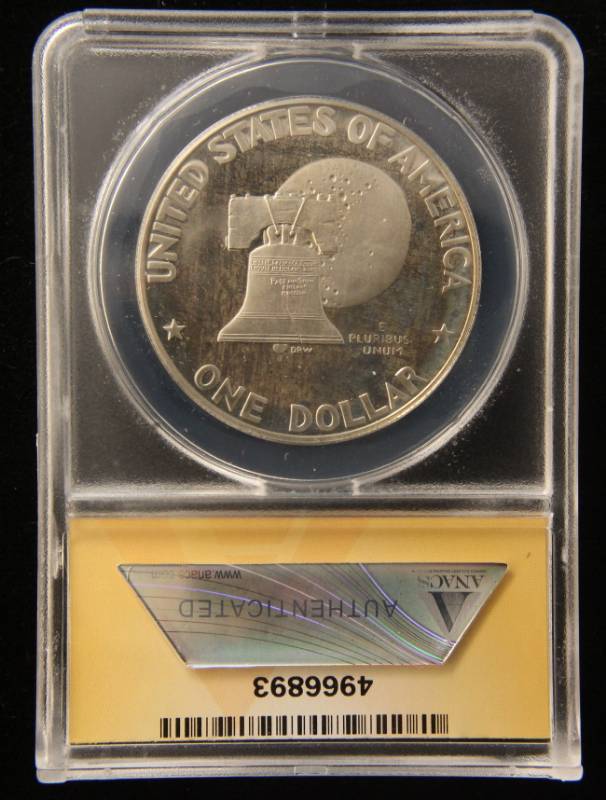 UNITED STATES OF AMERICA
E
PLURIBUS
UNUM
DRW
ONE DOLLAR
ANACS
www.anacs.com
AUTHENTICATED
4966893